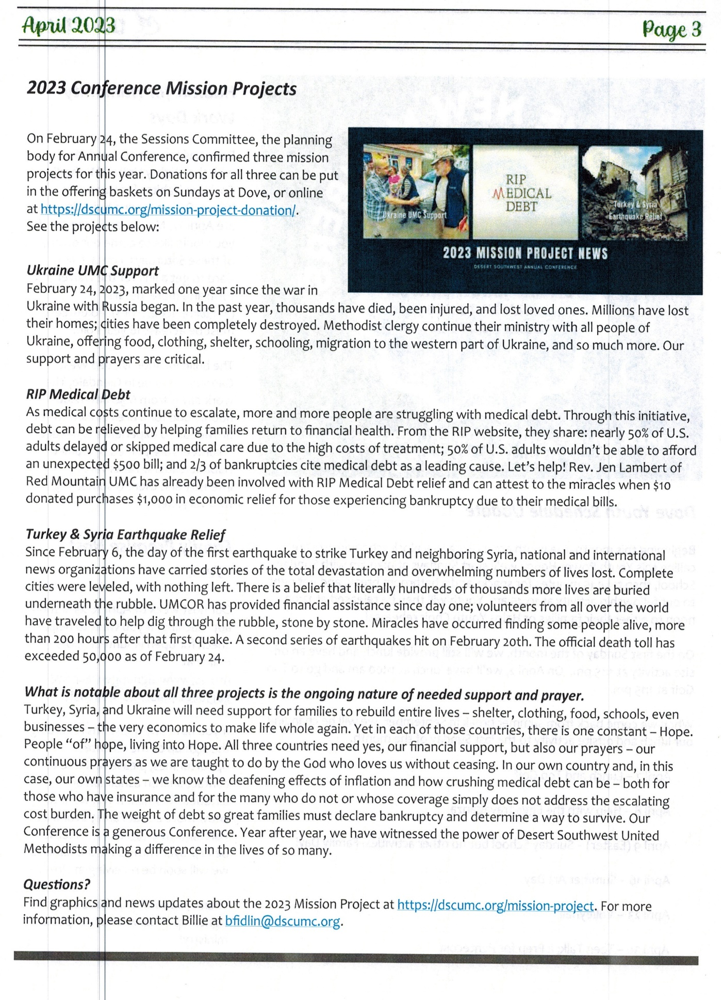 April 2023
Page 3
2023 Conference Mission Projects
On February 24, the Sessions Committee, the planning
body for Annual Conference, confirmed three mission
projects for this year. Donations for all three can be put
in the offering baskets on Sundays at Dove, or online
at https://dscumc.org/mission-project-donation/.
See the projects below:
Ukraine UMC Support
RIP
MEDICAL
DEBT
Turkey & Syria
Earthquake Relief
2023 MISSION PROJECT NEWS
DESERT SOUTHWEST ANNUAL CONFERENCE
Ukraine UMC Support
February 24, 2023, marked one year since the war in
Ukraine with Russia began. In the past year, thousands have died, been injured, and lost loved ones. Millions have lost
their homes; cities have been completely destroyed. Methodist clergy continue their ministry with all people of
Ukraine, offering food, clothing, shelter, schooling, migration to the western part of Ukraine, and so much more. Our
support and prayers are critical.
RIP Medical Debt
As medical costs continue to escalate, more and more people are struggling with medical debt. Through this initiative,
debt can be relieved by helping families return to financial health. From the RIP website, they share: nearly 50% of U.S.
adults delayed or skipped medical care due to the high costs of treatment; 50% of U.S. adults wouldn't be able to afford
an unexpected $500 bill; and 2/3 of bankruptcies cite medical debt as a leading cause. Let's help! Rev. Jen Lambert of
Red Mountain UMC has already been involved with RIP Medical Debt relief and can attest to the miracles when $10
donated purchases $1,000 in economic relief for those experiencing bankruptcy due to their medical bills.
Turkey & Syria Earthquake Relief
Since February 6, the day of the first earthquake to strike Turkey and neighboring Syria, national and international
news organizations have carried stories of the total devastation and overwhelming numbers of lives lost. Complete
cities were leveled, with nothing left. There is a belief that literally hundreds of thousands more lives are buried
underneath the rubble. UMCOR has provided financial assistance since day one; volunteers from all over the world
have traveled to help dig through the rubble, stone by stone. Miracles have occurred finding some people alive, more
than 200 hours after that first quake. A second series of earthquakes hit on February 20th. The official death toll has
exceeded 50,000 as of February 24.
What is notable about all three projects is the ongoing nature of needed support and prayer.
Turkey, Syria, and Ukraine will need support for families to rebuild entire lives – shelter, clothing, food, schools, even
businesses – the very economics to make life whole again. Yet in each of those countries, there is one constant – Hope.
People “of” hope, living into Hope. All three countries need yes, our financial support, but also our prayers – our
continuous prayers as we are taught to do by the God who loves us without ceasing. In our own country and, in this
case, our own states – we know the deafening effects of inflation and how crushing medical debt can be – both for
those who have insurance and for the many who do not or whose coverage simply does not address the escalating
cost burden. The weight of debt so great families must declare bankruptcy and determine a way to survive. Our
Conference is a generous Conference. Year after year, we have witnessed the power of Desert Southwest United
Methodists making a difference in the lives of so many.
Questions?
Find graphics and news updates about the 2023 Mission Project at https://dscumc.org/mission-project. For more
information, please contact Billie at bfidlin@dscumc.org.